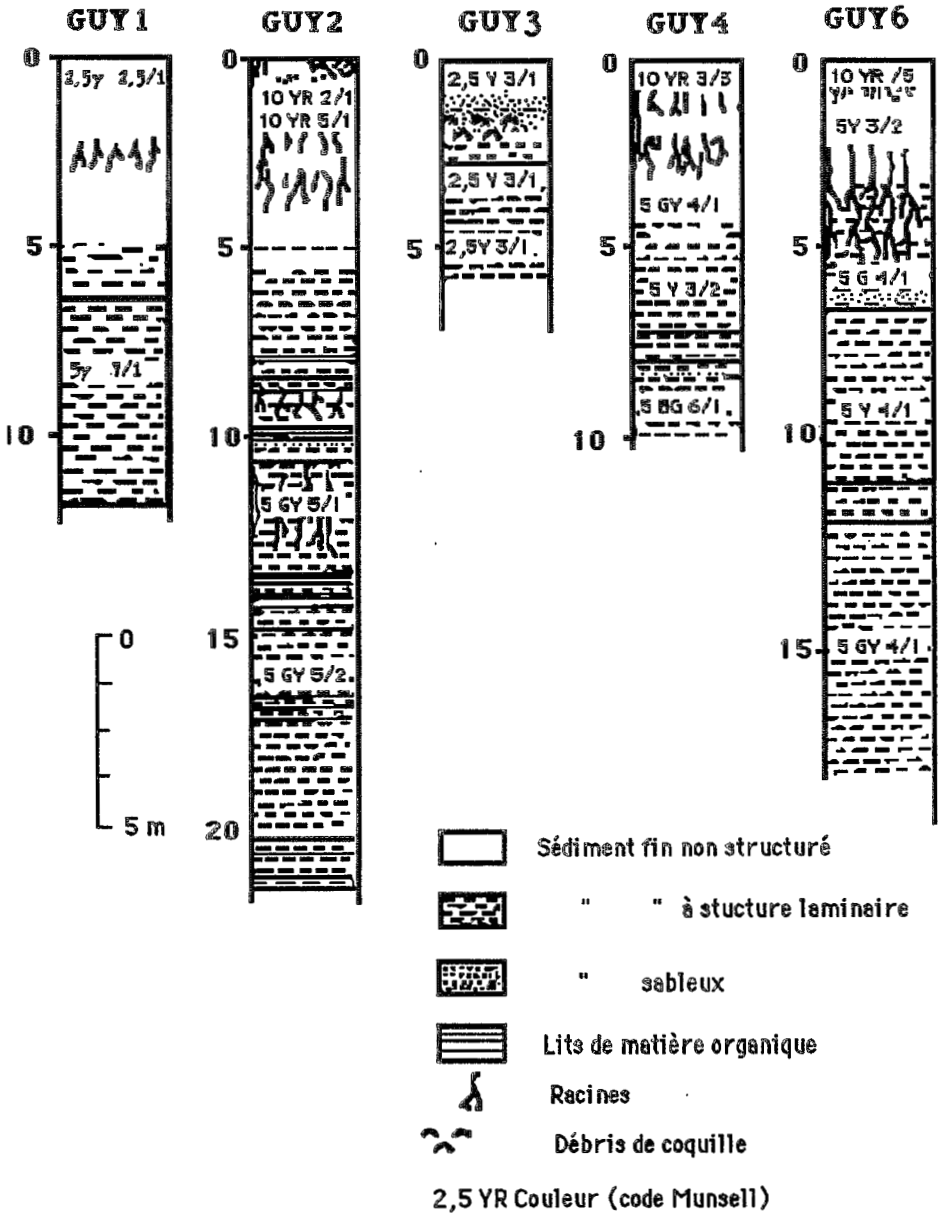 GUY1 GUY2 GUY3 GUY4 GUY6
0
2,5y 2,5/1
5
5y
10
0
10 YR 2/1
10 YR 5/1
5
10
5 GY 5/1
15
5 GY 5/2
20
0
2,5 Y 3/1
2,5 Y 3/1
5
2,5Y 3/1
0
10 YR 3/3
5 GY 4/1
5
5 Y 3/2
5 BG 6/1
10
0
10 YR /5
5Y 3/2
5
5 G 4/1
5 Y 4/1
10
15
5 GY 4/1
0
5 m
Sédiment fin non structuré
" " à stucture laminaire
" sableux
Lits de matière organique
Racines
Débris de coquille
2,5 YR Couleur (code Munsell)